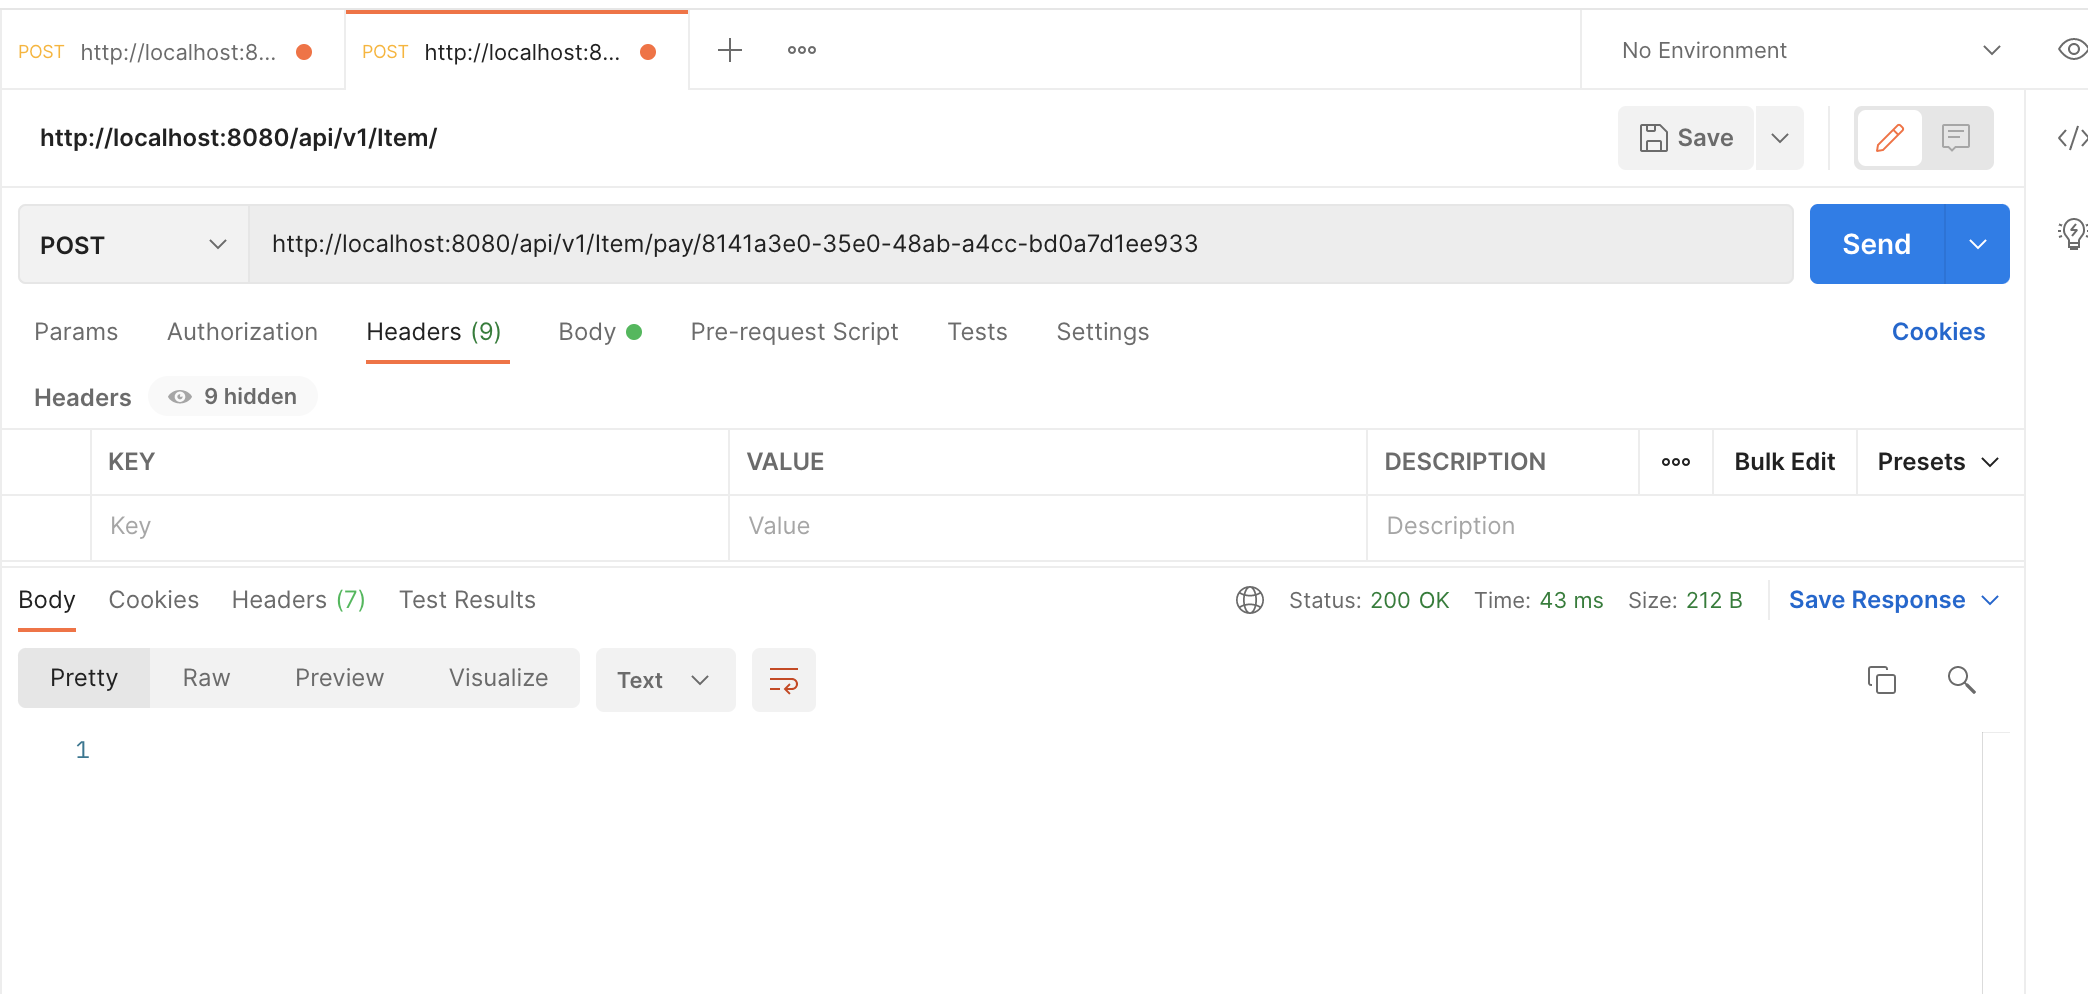 POST http://localhost:8... POST http://localhost:8... No Environment
http://localhost:8080/api/v1/Item/ Save
POST http://localhost:8080/api/v1/Item/pay/8141a3e0-35e0-48ab-a4cc-bd0a7d1ee933 Send
Params Authorization Headers (9) Body Pre-request Script Tests Settings Cookies
Headers 9 hidden
KEY VALUE DESCRIPTION Bulk Edit Presets
Key Value Description
Body Cookies Headers (7) Test Results Status: 200 OK Time: 43 ms Size: 212 B Save Response
Pretty Raw Preview Visualize Text
1